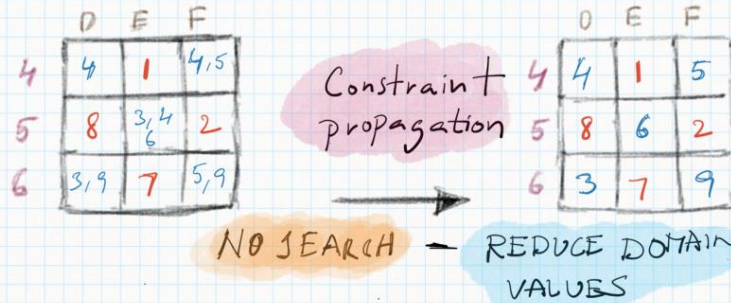 D E F
4 4 1 4,5
5 8 3,4 6 2
6 3,9 7 5,9
Constraint
propagation
D E F
4 4 1 5
5 8 6 2
6 3 7 9
NO SEARCH - REDUCE DOMAIN
VALUES